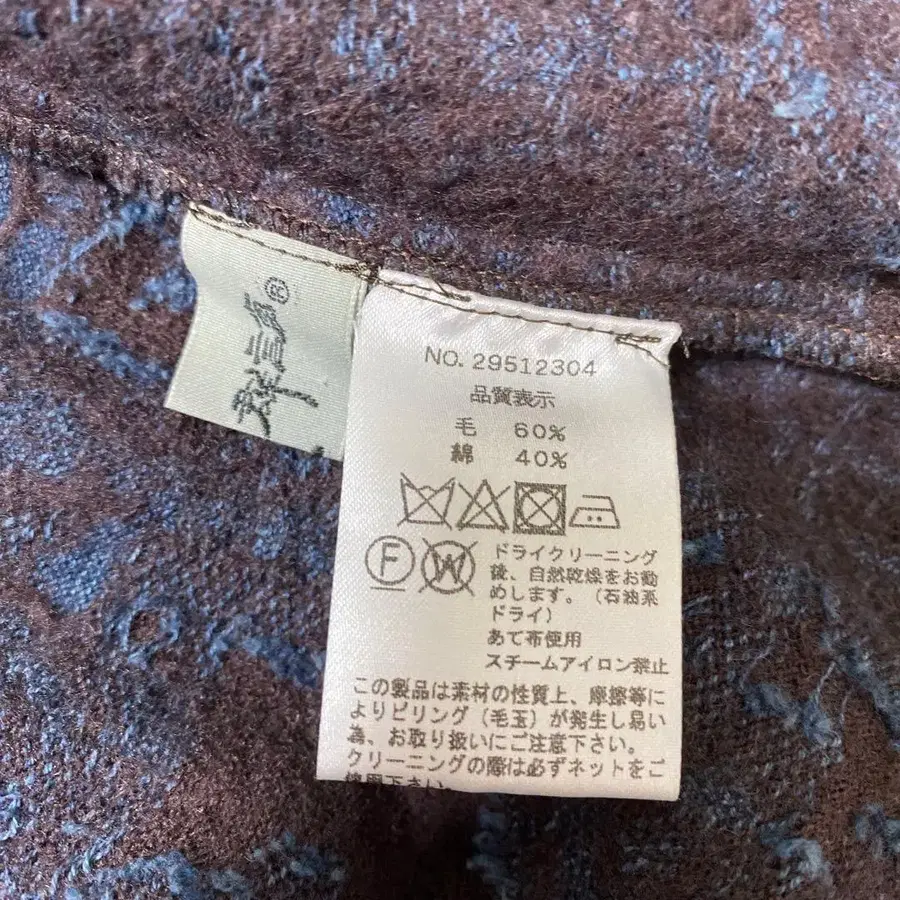 ®
NO. 29512304
品質表示
毛 60%
綿 40%
F W
ドライクリーニング
後、自然乾燥をお勧
めします。(石油系
ドライ)
あて布使用
スチームアイロン禁止
この製品は素材の性質上、摩擦等に
よりピリング(毛玉)が発生し易い
為、お取り扱いにご注意下さい。
クリーニングの際は必ずネットをご
使用下さい。